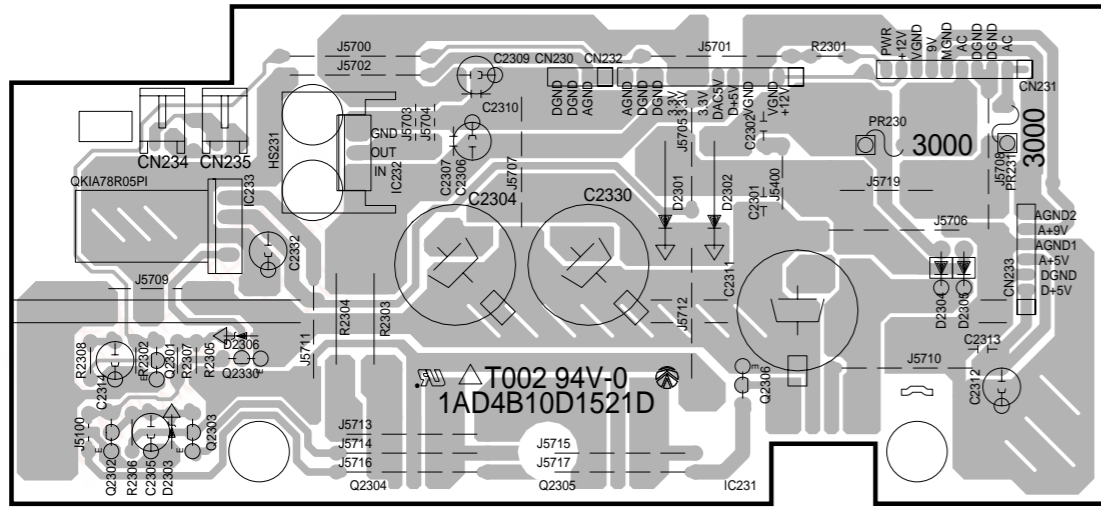 J5700
J5702
C2309
CN230
CN232
J5701
R2301
PWR
+12V
VGND
9V
MGND
AC
DGND
DGND
AC
CN231
DGND
DGND
AGND
AGND
DGND
DGND
3.3V
3.3V
3.3V
DAC5V
D+5V
VGND
VGND
+12V
CN234
CN235
HS231
GND
OUT
IN
IC232
J5703
J5704
C2310
C2307
C2306
J5707
J5705
C2302
PR230
3000
J5708
PR231
3000
QKIA78R05PI
IC233
C2332
C2304
C2330
D2301
D2302
C2301
J5400
J5719
J5706
AGND2
A+9V
AGND1
A+5V
DGND
D+5V
CN233
J5709
R2304
R2303
C2311
J5712
D2304
D2305
J5711
R2308
C2314
R2302
Q2301
R2307
R2305
D2306
Q2330
E
E
T002 94V-0
1AD4B10D1521D
Q2306
E
J5710
C2313
C2312
J5100
Q2302
E
R2306
C2305
D2303
E
Q2303
J5713
J5714
J5716
J5715
J5717
Q2304
Q2305
IC231